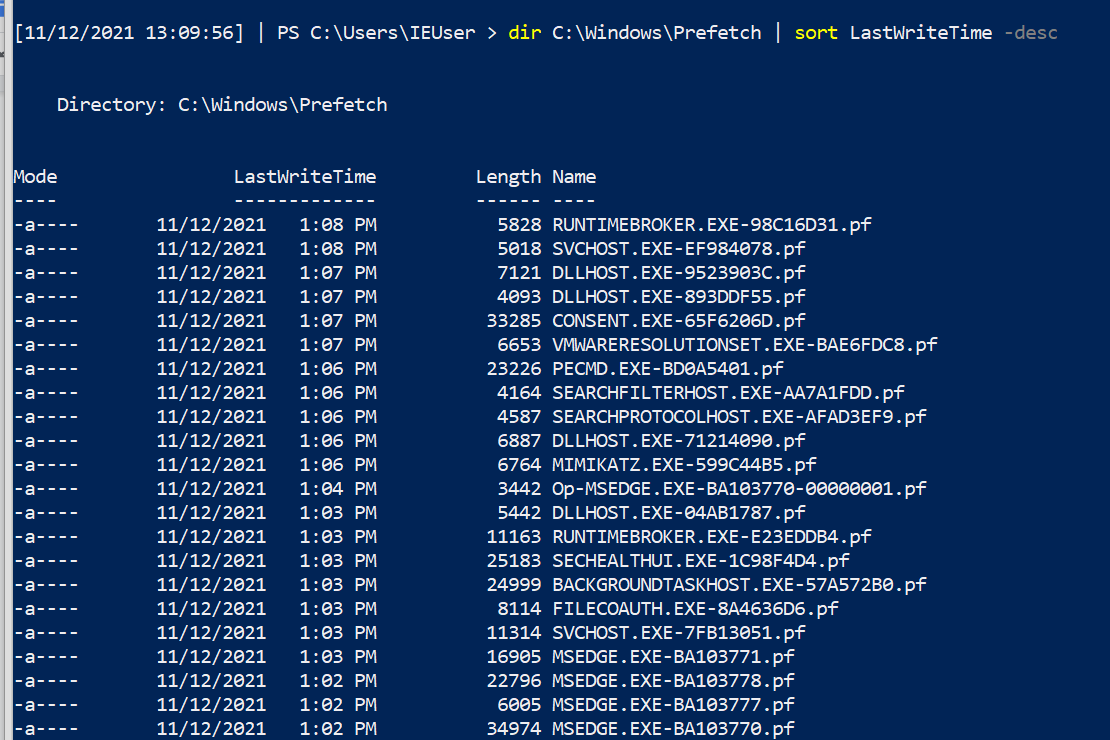 [11/12/2021 13:09:56] | PS C:\Users\IEUser > dir C:\Windows\Prefetch | sort LastWriteTime -desc
Directory: C:\Windows\Prefetch
Mode LastWriteTime Length Name
---- ------------- ------ ----
-a---- 11/12/2021 1:08 PM 5828 RUNTIMEBROKER.EXE-98C16D31.pf
-a---- 11/12/2021 1:08 PM 5018 SVCHOST.EXE-EF984078.pf
-a---- 11/12/2021 1:07 PM 7121 DLLHOST.EXE-9523903C.pf
-a---- 11/12/2021 1:07 PM 4093 DLLHOST.EXE-893DDF55.pf
-a---- 11/12/2021 1:07 PM 33285 CONSENT.EXE-65F6206D.pf
-a---- 11/12/2021 1:07 PM 6653 VMWARERESOLUTIONSET.EXE-BAE6FDC8.pf
-a---- 11/12/2021 1:06 PM 23226 PECMD.EXE-BD0A5401.pf
-a---- 11/12/2021 1:06 PM 4164 SEARCHFILTERHOST.EXE-AA7A1FDD.pf
-a---- 11/12/2021 1:06 PM 4587 SEARCHPROTOCOLHOST.EXE-AFAD3EF9.pf
-a---- 11/12/2021 1:06 PM 6887 DLLHOST.EXE-71214090.pf
-a---- 11/12/2021 1:06 PM 6764 MIMIKATZ.EXE-599C44B5.pf
-a---- 11/12/2021 1:04 PM 3442 Op-MSEDGE.EXE-BA103770-00000001.pf
-a---- 11/12/2021 1:03 PM 5442 DLLHOST.EXE-04AB1787.pf
-a---- 11/12/2021 1:03 PM 11163 RUNTIMEBROKER.EXE-E23EDDB4.pf
-a---- 11/12/2021 1:03 PM 25183 SECHEALTHUI.EXE-1C98F4D4.pf
-a---- 11/12/2021 1:03 PM 24999 BACKGROUNDTASKHOST.EXE-57A572B0.pf
-a---- 11/12/2021 1:03 PM 8114 FILECOAUTH.EXE-8A4636D6.pf
-a---- 11/12/2021 1:03 PM 11314 SVCHOST.EXE-7FB13051.pf
-a---- 11/12/2021 1:03 PM 16905 MSEDGE.EXE-BA103771.pf
-a---- 11/12/2021 1:02 PM 22796 MSEDGE.EXE-BA103778.pf
-a---- 11/12/2021 1:02 PM 6005 MSEDGE.EXE-BA103777.pf
-a---- 11/12/2021 1:02 PM 34974 MSEDGE.EXE-BA103770.pf